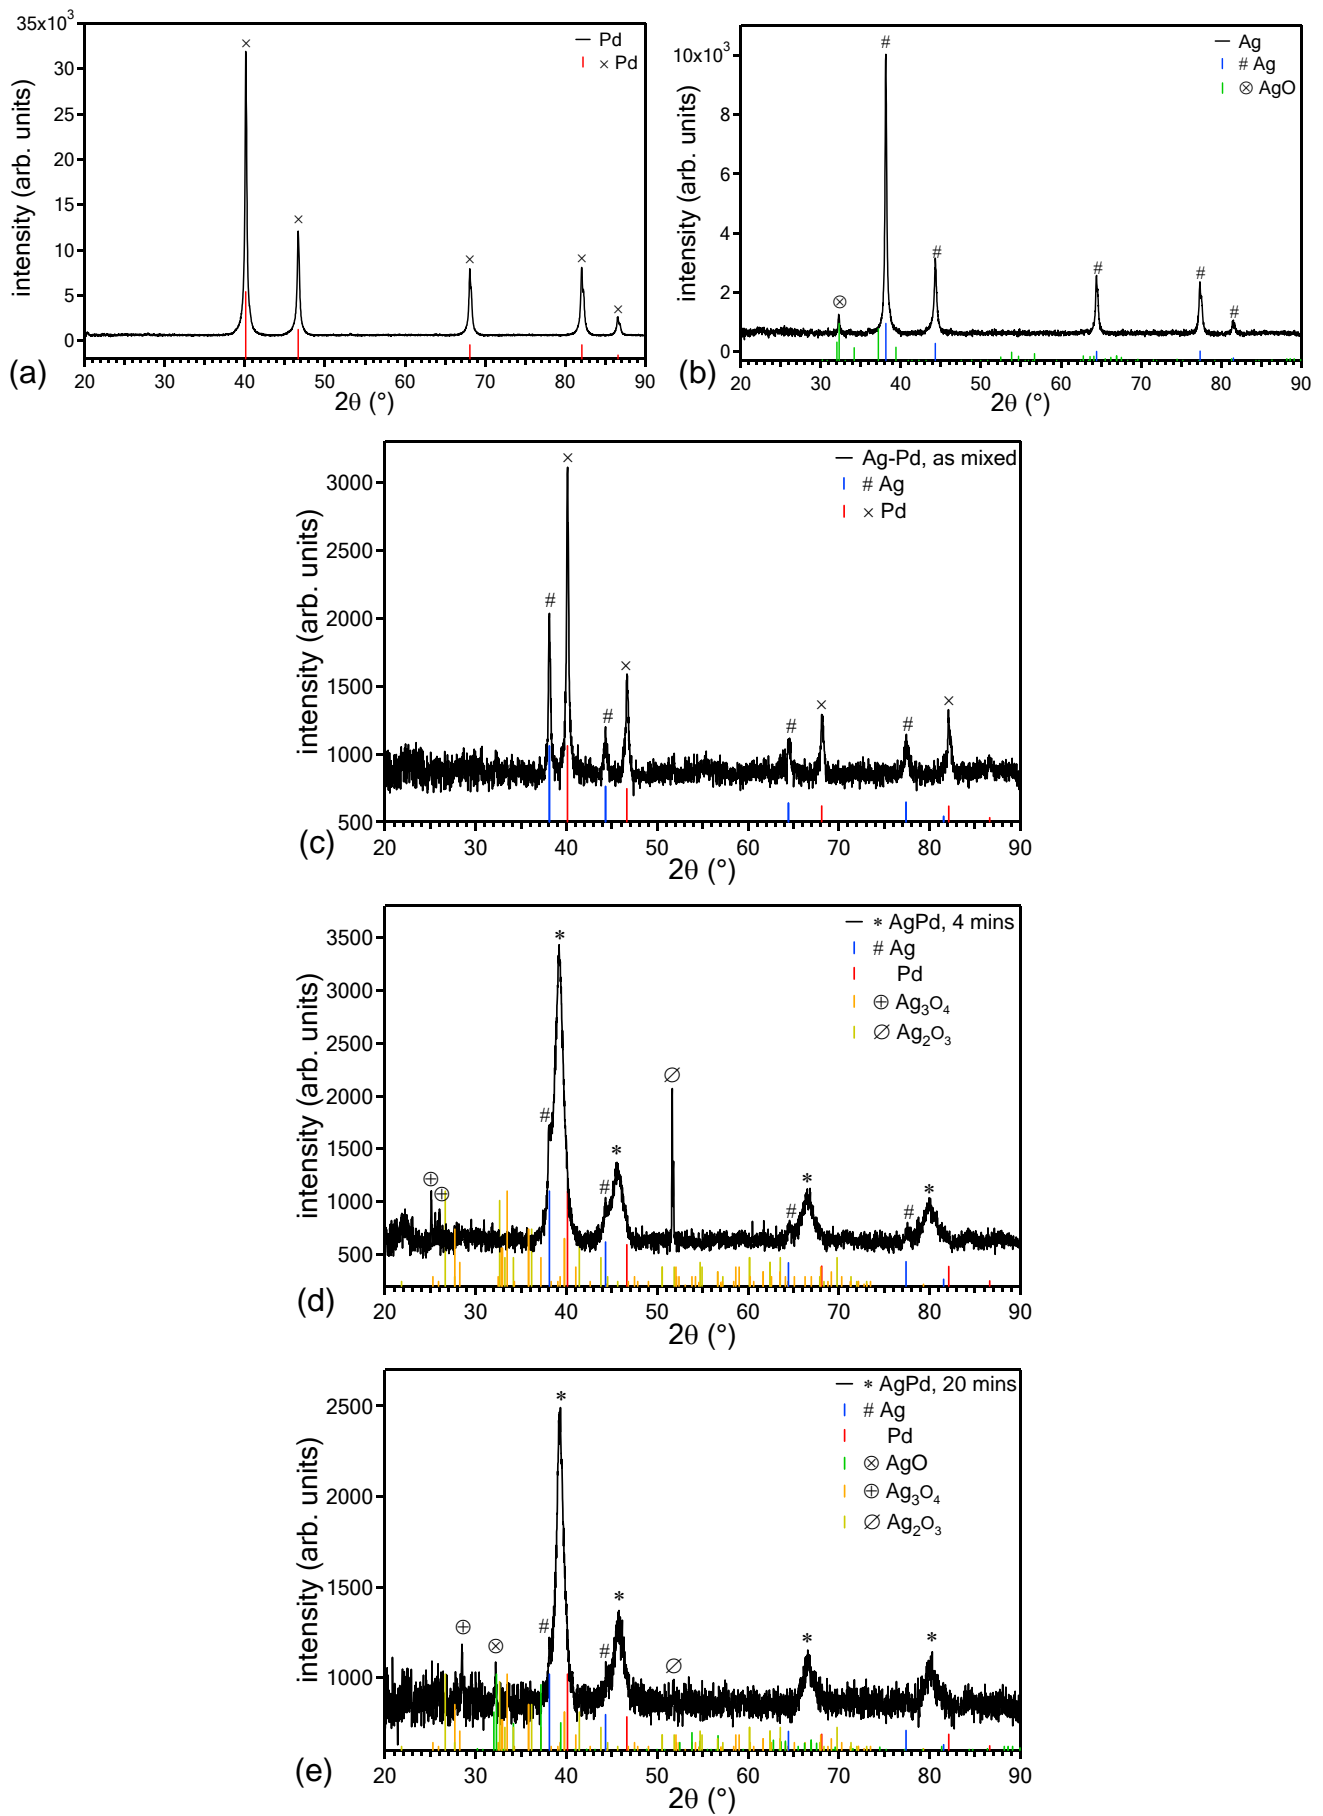 35x10³
30
25
20
15
10
5
0
intensity (arb. units)
× × × × ×
— Pd
× Pd
20 30 40 50 60 70 80 90
2θ (°)
(a)
10x10³
8
6
4
2
0
intensity (arb. units)
⊗ # # # # #
— Ag
# Ag
⊗ AgO
20 30 40 50 60 70 80 90
2θ (°)
(b)
3000
2500
2000
1500
1000
500
intensity (arb. units)
# × # × # × # ×
— Ag-Pd, as mixed
# Ag
× Pd
20 30 40 50 60 70 80 90
2θ (°)
(c)
3500
3000
2500
2000
1500
1000
500
intensity (arb. units)
⊕ ⊕ # * # * ∅ # * # *
— * AgPd, 4 mins
# Ag
Pd
⊕ Ag₃O₄
∅ Ag₂O₃
20 30 40 50 60 70 80 90
2θ (°)
(d)
2500
2000
1500
1000
intensity (arb. units)
⊕ ⊗ # * # * ∅ * *
— * AgPd, 20 mins
# Ag
Pd
⊗ AgO
⊕ Ag₃O₄
∅ Ag₂O₃
20 30 40 50 60 70 80 90
2θ (°)
(e)